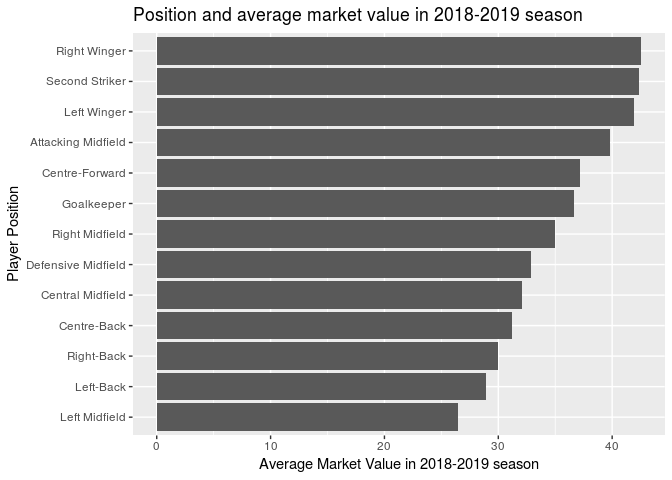 Position and average market value in 2018-2019 season
Player Position
Right Winger
Second Striker
Left Winger
Attacking Midfield
Centre-Forward
Goalkeeper
Right Midfield
Defensive Midfield
Central Midfield
Centre-Back
Right-Back
Left-Back
Left Midfield
0 10 20 30 40
Average Market Value in 2018-2019 season